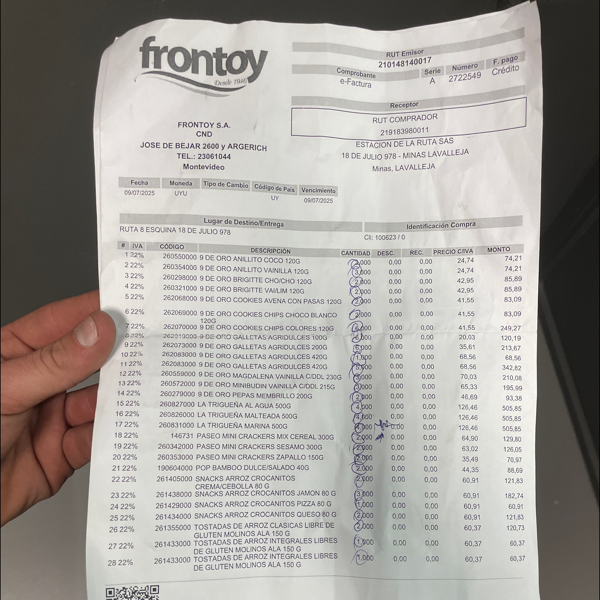 frontoy
Desde 1940
FRONTOY S.A.
CND
JOSE DE BEJAR 2600 y ARGERICH
TEL.: 23061044
Montevideo
RUT Emisor
210148140017
Comprobante Serie Número F. pago
e-Factura A 2722549 Crédito
Receptor
RUT COMPRADOR
219183980011
ESTACION DE LA RUTA SAS
18 DE JULIO 978 - MINAS LAVALLEJA
Minas, LAVALLEJA
Fecha Moneda Tipo de Cambio Código de País Vencimiento
09/07/2025 UYU UY 09/07/2025
Lugar de Destino/Entrega Identificación Compra
RUTA 8 ESQUINA 18 DE JULIO 978 Cli: 100623 / 0
# IVA CÓDIGO DESCRIPCIÓN CANTIDAD DESC. REC. PRECIO C/IVA MONTO
1 22% 260550000 9 DE ORO ANILLITO COCO 120G 3,000 0,00 0,00 24,74 74,21
2 22% 260354000 9 DE ORO ANILLITO VAINILLA 120G 3,000 0,00 0,00 24,74 74,21
3 22% 260298000 9 DE ORO BRIGITTE CHO/CHO 120G 2,000 0,00 0,00 42,95 85,89
4 22% 260321000 9 DE ORO BRIGITTE VAI/LIM 120G 2,000 0,00 0,00 42,95 85,89
5 22% 262068000 9 DE ORO COOKIES AVENA CON PASAS 120G 2,000 0,00 0,00 41,55 83,09
6 22% 262069000 9 DE ORO COOKIES CHIPS CHOCO BLANCO 120G 2,000 0,00 0,00 41,55 83,09
7 22% 262070000 9 DE ORO COOKIES CHIPS COLORES 120G 6,000 0,00 0,00 41,55 249,27
9 DE ORO GALLETAS AGRIDULCES 100G 6,000 0,00 0,00 20,03 120,19
9 22% 262073000 9 DE ORO GALLETAS AGRIDULCES 200G 6,000 0,00 0,00 35,61 213,67
10 22% 262083000 9 DE ORO GALLETAS AGRIDULCES 420G 1,000 0,00 0,00 68,56 68,56
11 22% 262083000 9 DE ORO GALLETAS AGRIDULCES 420G 5,000 0,00 0,00 68,56 342,82
12 22% 260559000 9 DE ORO MAGDALENA VAINILLA C/DDL 230G 3,000 0,00 0,00 70,03 210,08
13 22% 260572000 9 DE ORO MINIBUDIN VAINILLA C/DDL 215G 3,000 0,00 0,00 65,33 195,99
14 22% 260279000 9 DE ORO PEPAS MEMBRILLO 200G 2,000 0,00 0,00 46,69 93,38
15 22% 260827000 LA TRIGUEÑA AL AGUA 500G 4,000 0,00 0,00 126,46 505,85
16 22% 260826000 LA TRIGUEÑA MALTEADA 500G 4,000 0,00 0,00 126,46 505,85
17 22% 260831000 LA TRIGUEÑA MARINA 500G 4,000 0,00 0,00 126,46 505,85
18 22% 146731 PASEO MINI CRACKERS MIX CEREAL 300G 2,000 0,00 0,00 64,90 129,80
19 22% 260342000 PASEO MINI CRACKERS SESAMO 300G 2,000 0,00 0,00 63,02 126,05
20 22% 260353000 PASEO MINI CRACKERS ZAPALLO 150G 2,000 0,00 0,00 35,49 70,97
21 22% 190604000 POP BAMBOO DULCE/SALADO 40G 2,000 0,00 0,00 44,35 88,69
22 22% 261405000 SNACKS ARROZ CROCANITOS CREMA/CEBOLLA 80 G 2,000 0,00 0,00 60,91 121,83
23 22% 261438000 SNACKS ARROZ CROCANITOS JAMON 80 G 3,000 0,00 0,00 60,91 182,74
24 22% 261429000 SNACKS ARROZ CROCANITOS PIZZA 80 G 1,000 0,00 0,00 60,91 60,91
25 22% 261434000 SNACKS ARROZ CROCANITOS QUESO 80 G 2,000 0,00 0,00 60,91 121,83
26 22% 261355000 TOSTADAS DE ARROZ CLASICAS LIBRE DE GLUTEN MOLINOS ALA 150 G 2,000 0,00 0,00 60,37 120,73
27 22% 261433000 TOSTADAS DE ARROZ INTEGRALES LIBRES DE GLUTEN MOLINOS ALA 150 G 1,000 0,00 0,00 60,37 60,37
28 22% 261433000 TOSTADAS DE ARROZ INTEGRALES LIBRES DE GLUTEN MOLINOS ALA 150 G 1,000 0,00 0,00 60,37 60,37